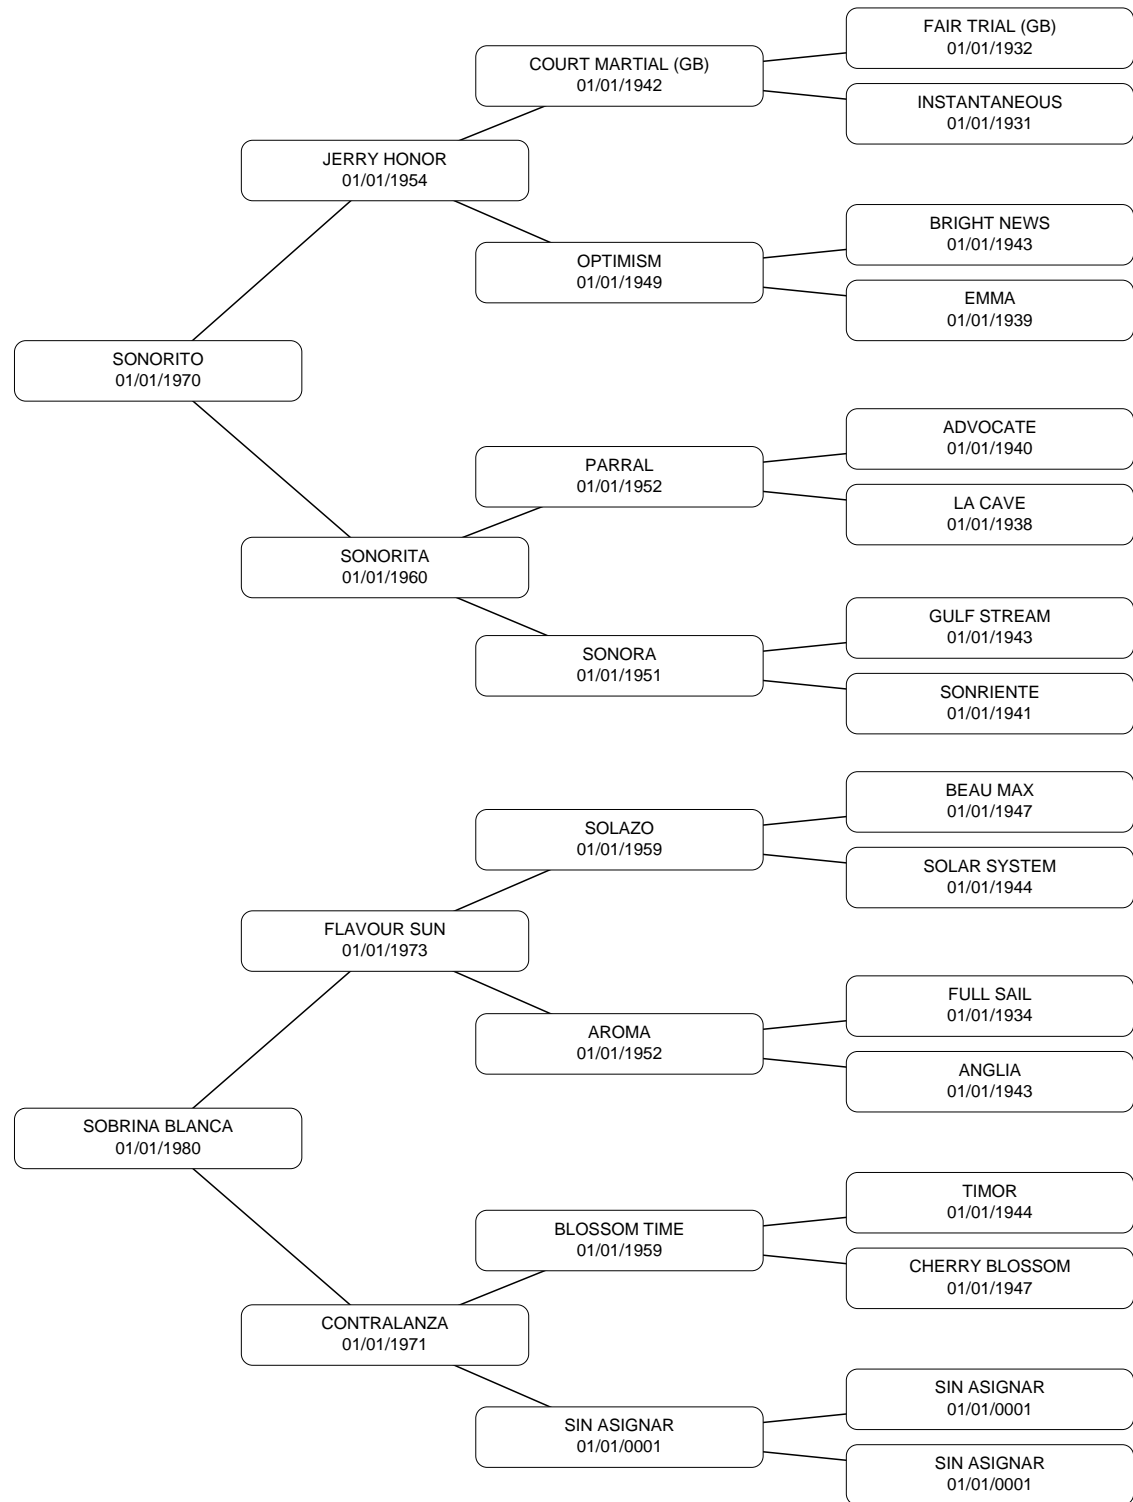 FAIR TRIAL (GB)
01/01/1932
COURT MARTIAL (GB)
01/01/1942
INSTANTANEOUS
01/01/1931
JERRY HONOR
01/01/1954
BRIGHT NEWS
01/01/1943
OPTIMISM
01/01/1949
EMMA
01/01/1939
SONORITO
01/01/1970
ADVOCATE
01/01/1940
PARRAL
01/01/1952
LA CAVE
01/01/1938
SONORITA
01/01/1960
GULF STREAM
01/01/1943
SONORA
01/01/1951
SONRIENTE
01/01/1941
BEAU MAX
01/01/1947
SOLAZO
01/01/1959
SOLAR SYSTEM
01/01/1944
FLAVOUR SUN
01/01/1973
FULL SAIL
01/01/1934
AROMA
01/01/1952
ANGLIA
01/01/1943
SOBRINA BLANCA
01/01/1980
TIMOR
01/01/1944
BLOSSOM TIME
01/01/1959
CHERRY BLOSSOM
01/01/1947
CONTRALANZA
01/01/1971
SIN ASIGNAR
01/01/0001
SIN ASIGNAR
01/01/0001
SIN ASIGNAR
01/01/0001